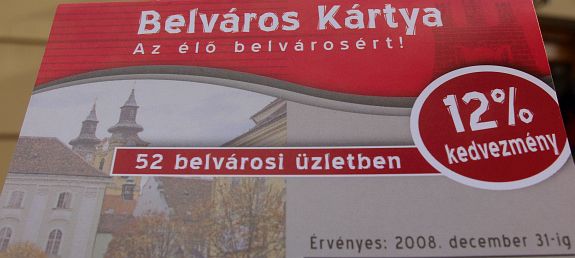 Belváros Kártya
Az élő belvárosért!
12%
kedvezmény
52 belvárosi üzletben
Érvényes: 2008. december 31-ig